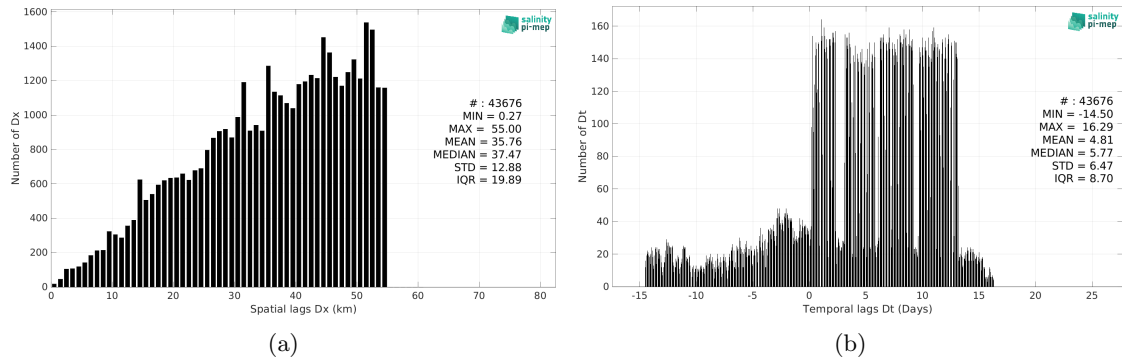 1600
1400
1200
1000
800
600
400
200
0
Number of Dx
salinity
pi-mep
# : 43676
MIN = 0.27
MAX = 55.00
MEAN = 35.76
MEDIAN = 37.47
STD = 12.88
IQR = 19.89
0 10 20 30 40 50 60 70 80
Spatial lags Dx (km)
(a)
160
140
120
100
80
60
40
20
0
Number of Dt
salinity
pi-mep
# : 43676
MIN = -14.50
MAX = 16.29
MEAN = 4.81
MEDIAN = 5.77
STD = 6.47
IQR = 8.70
-15 -10 -5 0 5 10 15 20 25
Temporal lags Dt (Days)
(b)